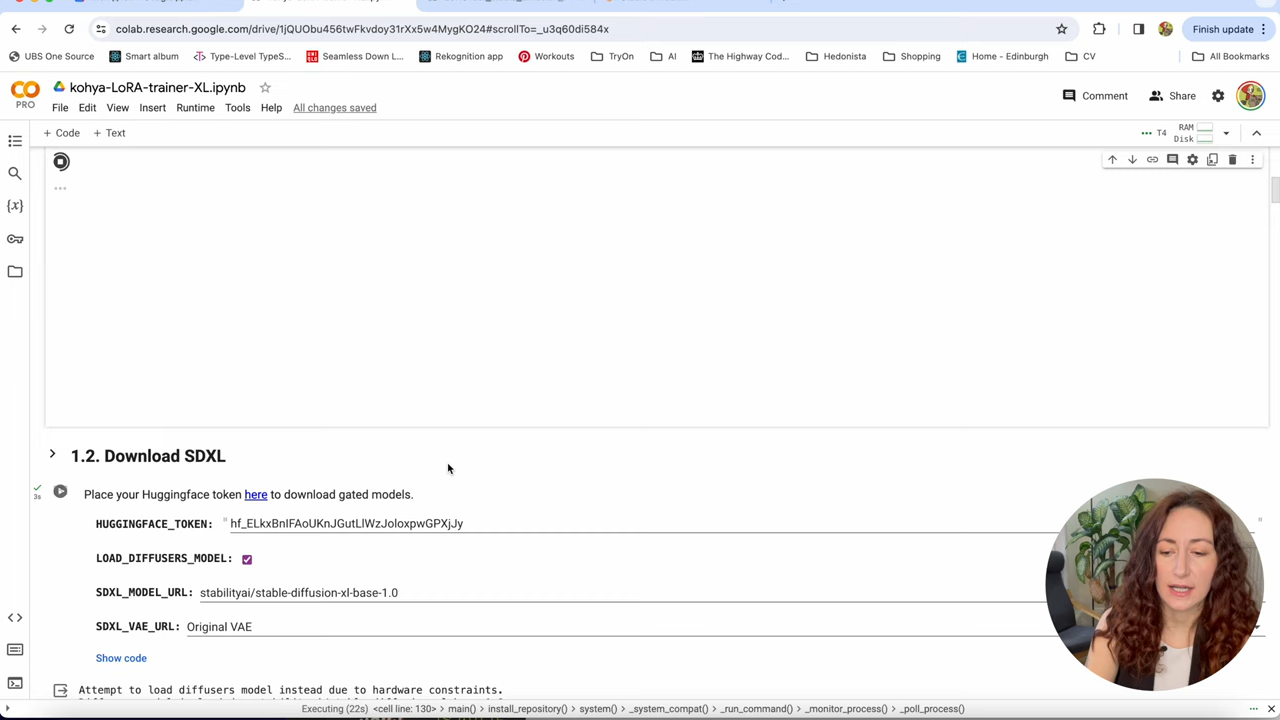 colab.research.google.com/drive/1jQUObu456twFkvdoy31rXx5w4MygKO24#scrollTo=_u3q60di584x
Finish update
UBS One Source
Smart album
Type-Level TypeS...
Seamless Down L...
Rekognition app
Workouts
TryOn
AI
The Highway Cod...
Hedonista
Shopping
Home - Edinburgh
CV
All Bookmarks
CO
PRO
kohya-LoRA-trainer-XL.ipynb
File Edit View Insert Runtime Tools Help All changes saved
Comment
Share
+ Code + Text
T4
RAM
Disk
1.2. Download SDXL
3s
Place your Huggingface token here to download gated models.
HUGGINGFACE_TOKEN: " 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 "
LOAD_DIFFUSERS_MODEL:
SDXL_MODEL_URL: stabilityai/stable-diffusion-xl-base-1.0
SDXL_VAE_URL: Original VAE
Show code
Attempt to load diffusers model instead due to hardware constraints.
Executing (22s) <cell line: 130> > main() > install_repository() > system() > _system_compat() > _run_command() > _monitor_process() > _poll_process()